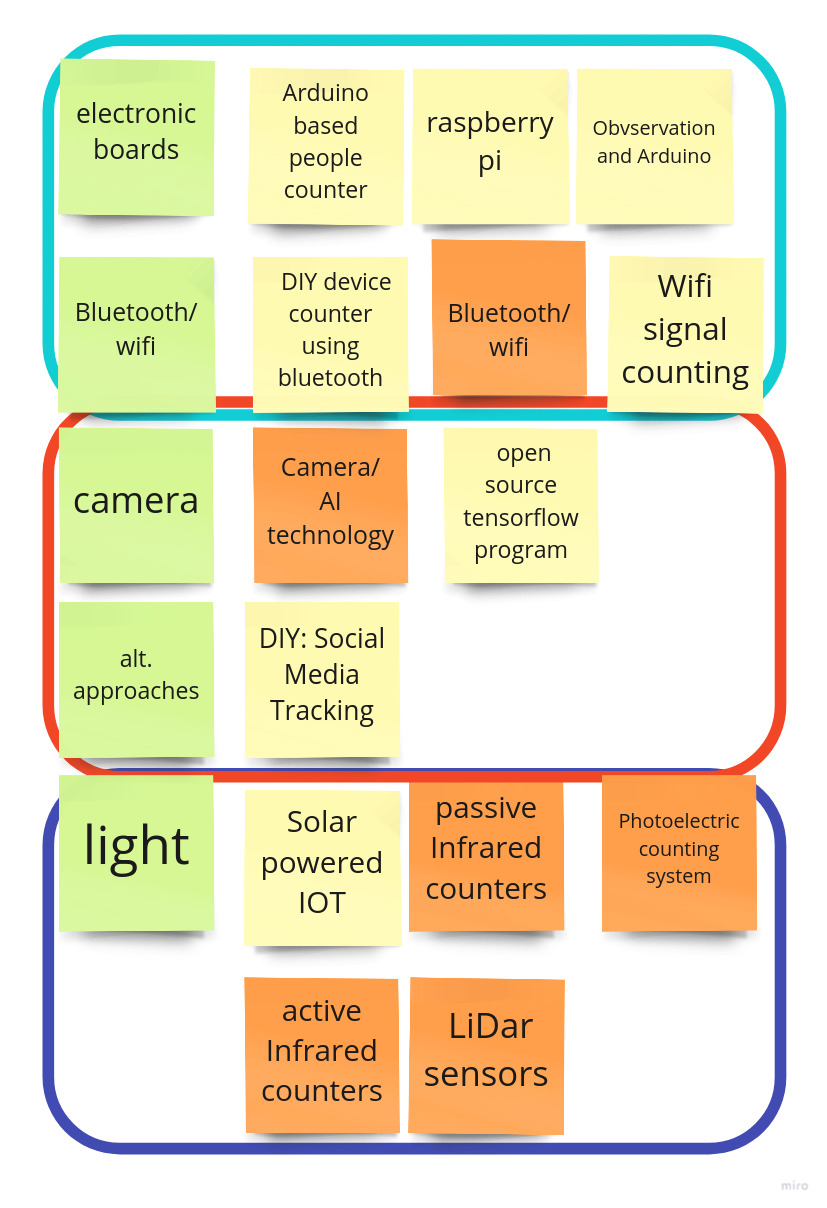 electronic
boards
Arduino
based
people
counter
raspberry
pi
Obvservation
and Arduino
Bluetooth/
wifi
DIY device
counter
using
bluetooth
Bluetooth/
wifi
Wifi
signal
counting
camera
Camera/
AI
technology
open
source
tensorflow
program
alt.
approaches
DIY: Social
Media
Tracking
light
Solar
powered
IOT
passive
Infrared
counters
Photoelectric
counting
system
active
Infrared
counters
LiDar
sensors
miro